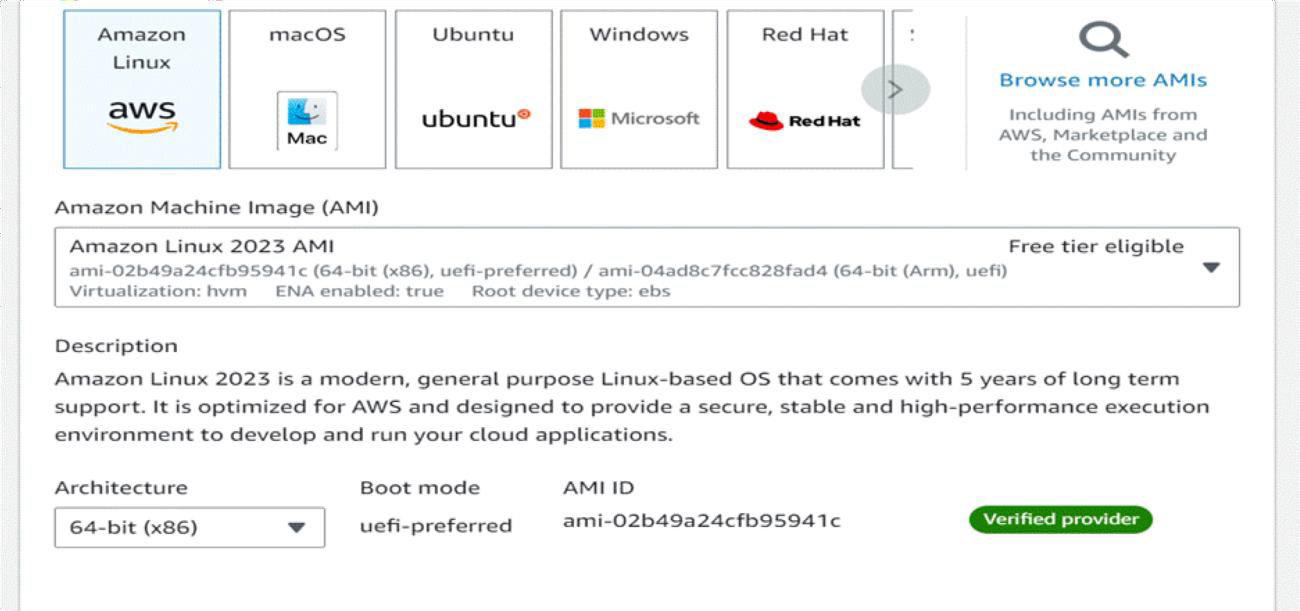 Amazon
Linux
aws
macOS
Mac
Ubuntu
ubuntu
Windows
Microsoft
Red Hat
Red Hat
Browse more AMIs
Including AMIs from
AWS, Marketplace and
the Community
Amazon Machine Image (AMI)
Amazon Linux 2023 AMI
Free tier eligible
ami-02b49a24cfb95941c (64-bit (x86), uefi-preferred) / ami-04ad8c7fcc828fad4 (64-bit (Arm), uefi)
Virtualization: hvm ENA enabled: true Root device type: ebs
Description
Amazon Linux 2023 is a modern, general purpose Linux-based OS that comes with 5 years of long term
support. It is optimized for AWS and designed to provide a secure, stable and high-performance execution
environment to develop and run your cloud applications.
Architecture Boot mode AMI ID
64-bit (x86) uefi-preferred ami-02b49a24cfb95941c Verified provider